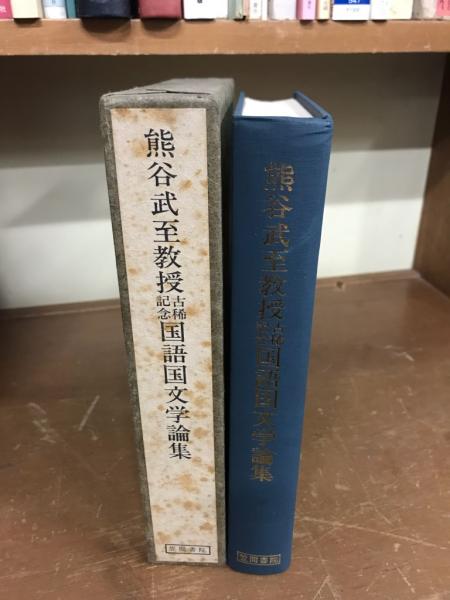 熊谷武至教授
古稀
記念
国語国文学論集
笠間書院
熊谷武至教授
古稀
記念
国語国文学論集
笠間書院